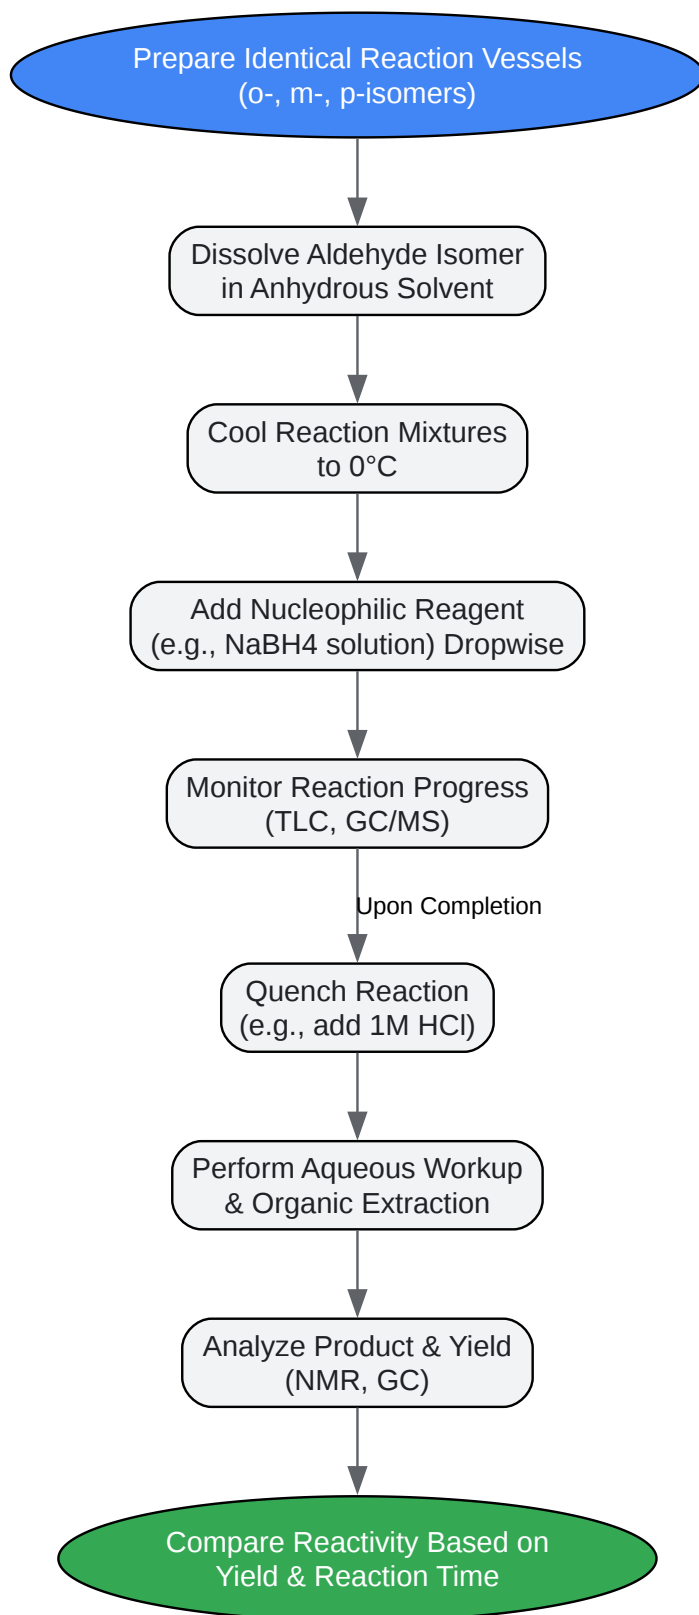 Prepare Identical Reaction Vessels
(o-, m-, p-isomers)
Dissolve Aldehyde Isomer
in Anhydrous Solvent
Cool Reaction Mixtures
to 0°C
Add Nucleophilic Reagent
(e.g., NaBH4 solution) Dropwise
Monitor Reaction Progress
(TLC, GC/MS)
Upon Completion
Quench Reaction
(e.g., add 1M HCl)
Perform Aqueous Workup
& Organic Extraction
Analyze Product & Yield
(NMR, GC)
Compare Reactivity Based on
Yield & Reaction Time